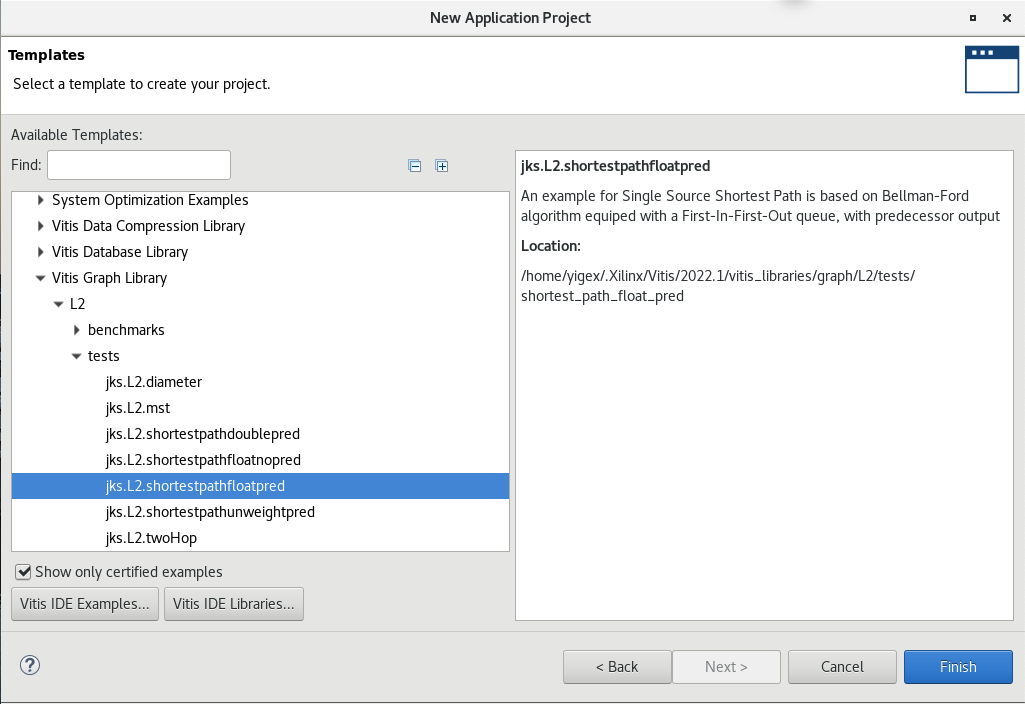 New Application Project
Templates
Select a template to create your project.
Available Templates:
Find:
System Optimization Examples
Vitis Data Compression Library
Vitis Database Library
Vitis Graph Library
L2
benchmarks
tests
jks.L2.diameter
jks.L2.mst
jks.L2.shortestpathdoublepred
jks.L2.shortestpathfloatnopred
jks.L2.shortestpathfloatpred
jks.L2.shortestpathunweightpred
jks.L2.twoHop
Show only certified examples
Vitis IDE Examples... Vitis IDE Libraries...
jks.L2.shortestpathfloatpred
An example for Single Source Shortest Path is based on Bellman-Ford
algorithm equiped with a First-In-First-Out queue, with predecessor output
Location:
/home/yigex/.Xilinx/Vitis/2022.1/vitis_libraries/graph/L2/tests/
shortest_path_float_pred
?
< Back Next > Cancel Finish